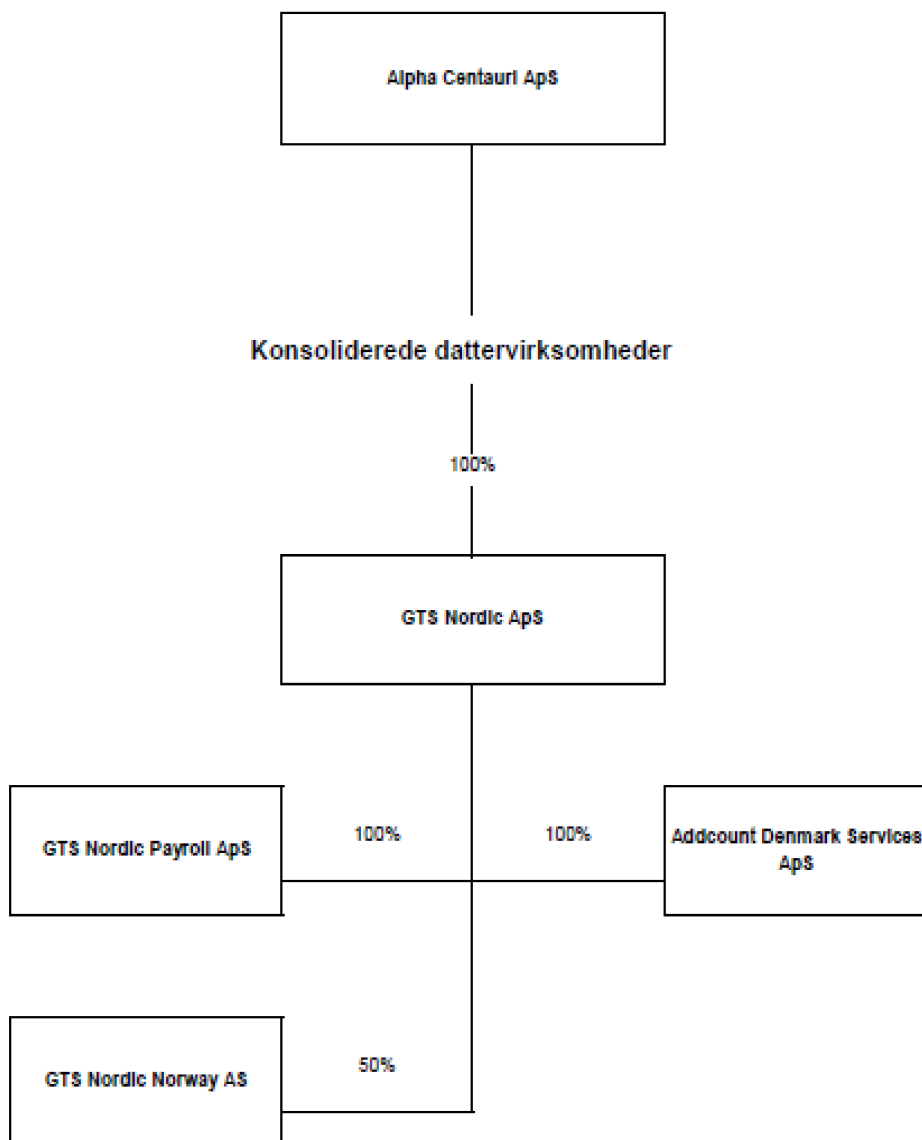 Alpha Centauri ApS
Konsoliderede dattervirksomheder
100%
GTS Nordic ApS
GTS Nordic Payroll ApS
100%
100%
Addcount Denmark Services
ApS
GTS Nordic Norway AS
50%